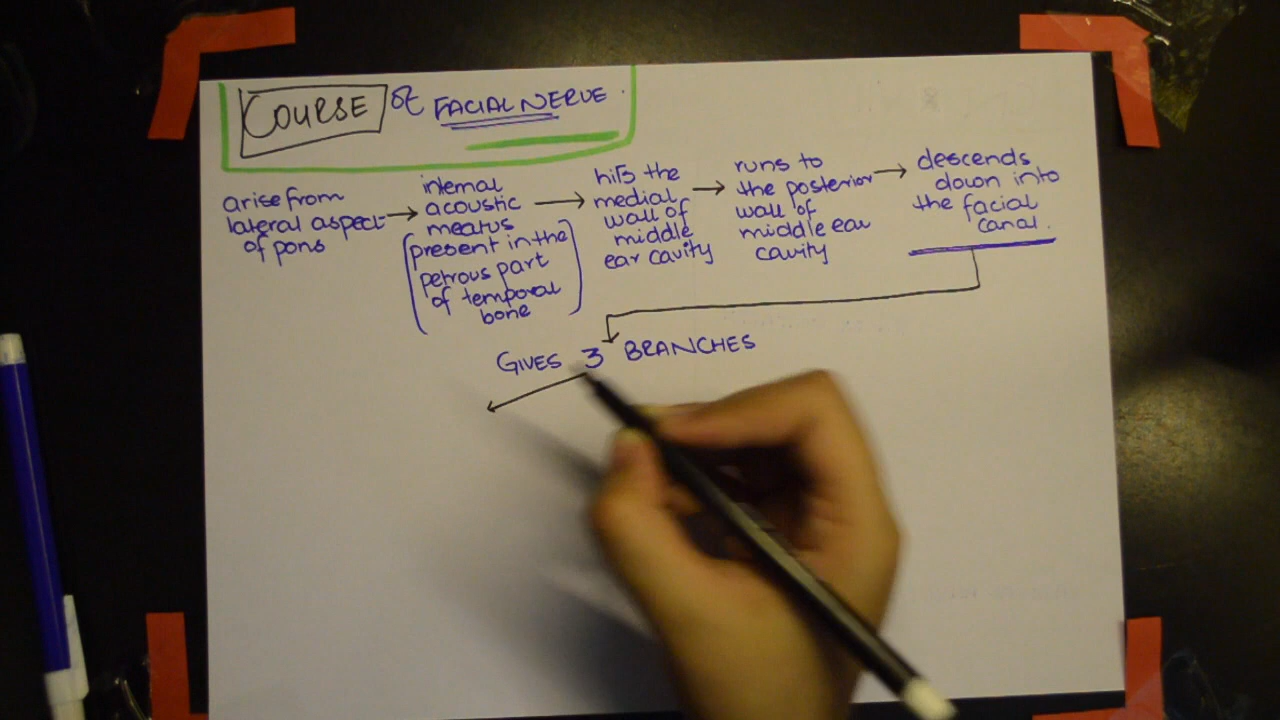 COURSE of FACIAL NERVE.
arise from
lateral aspect
of pons
internal
acoustic
meatus
(present in the
petrous part
of temporal
bone)
hits the
medial
wall of
middle
ear cavity
runs to
the posterior
wall of
middle ear
cavity
descends
down into
the facial
canal.
GIVES 3 BRANCHES